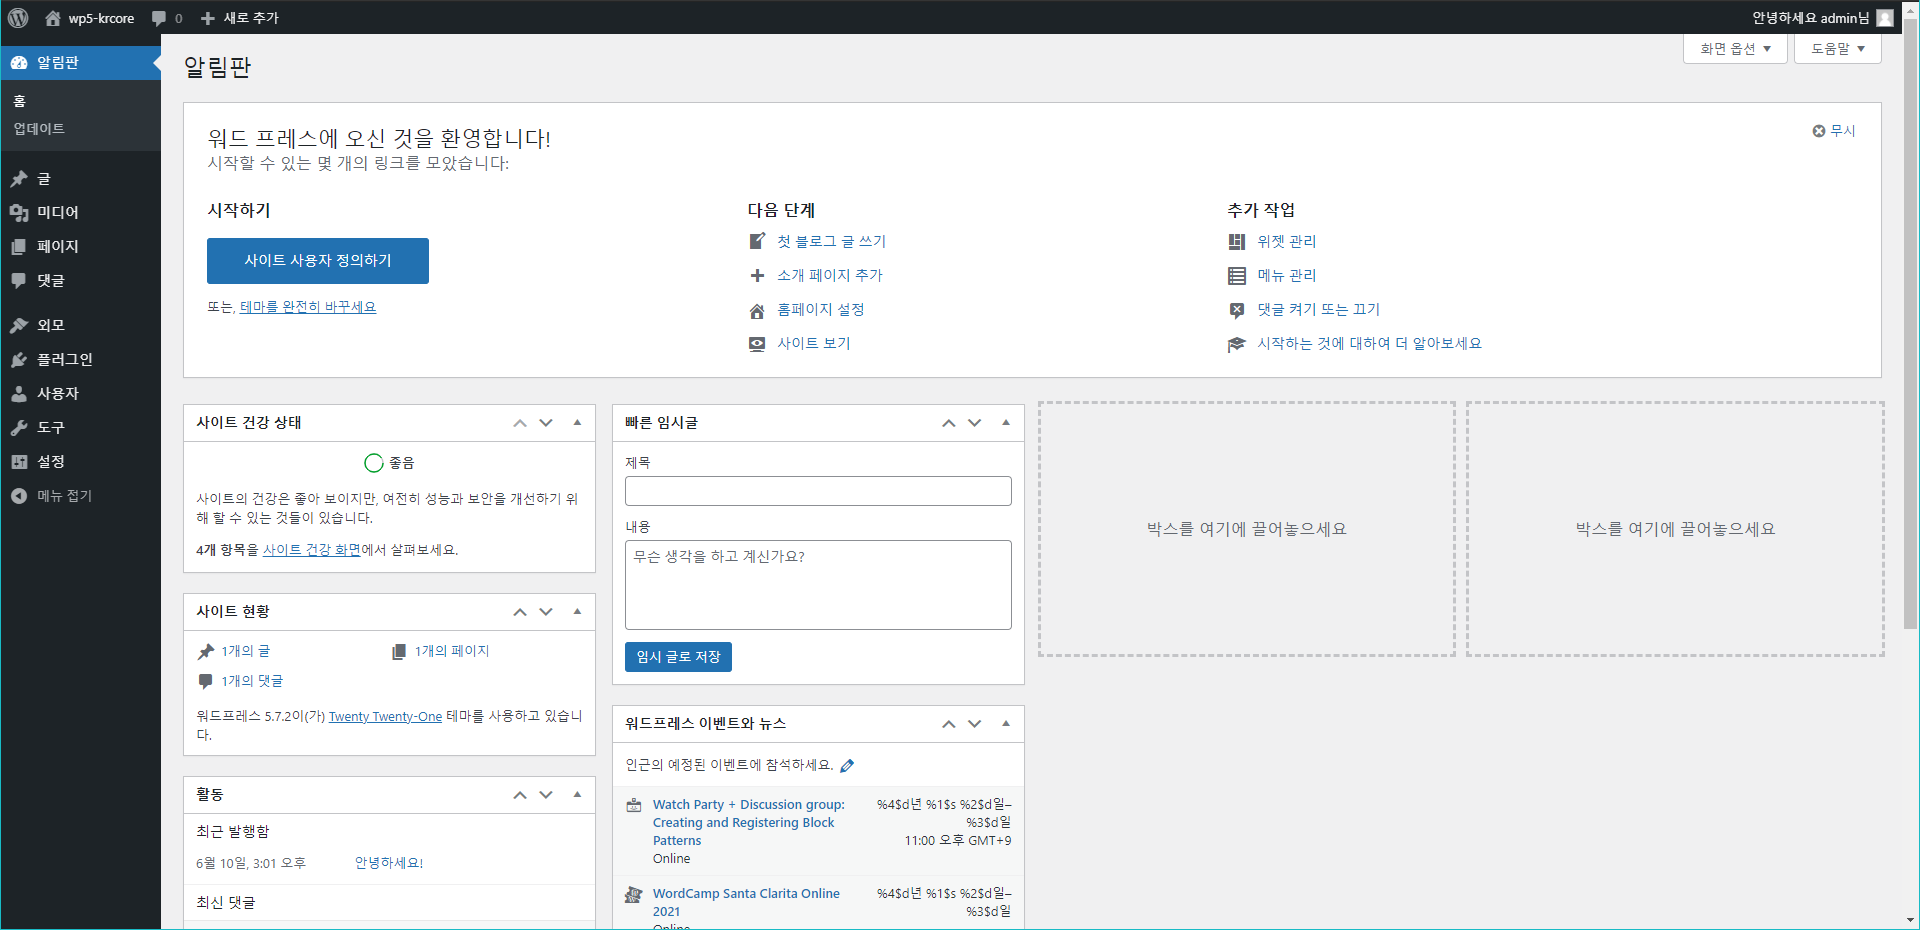 wp5-krcore
0
새로 추가
안녕하세요 admin님
알림판
홈
업데이트
글
미디어
페이지
댓글
외모
플러그인
사용자
도구
설정
메뉴 접기
화면 옵션
도움말
알림판
워드 프레스에 오신 것을 환영합니다!
시작할 수 있는 몇 개의 링크를 모았습니다:
무시
시작하기
사이트 사용자 정의하기
또는, 테마를 완전히 바꾸세요
다음 단계
첫 블로그 글 쓰기
소개 페이지 추가
홈페이지 설정
사이트 보기
추가 작업
위젯 관리
메뉴 관리
댓글 켜기 또는 끄기
시작하는 것에 대하여 더 알아보세요
사이트 건강 상태
좋음
사이트의 건강은 좋아 보이지만, 여전히 성능과 보안을 개선하기 위
해 할 수 있는 것들이 있습니다.
4개 항목을 사이트 건강 화면에서 살펴보세요.
사이트 현황
1개의 글
1개의 페이지
1개의 댓글
워드프레스 5.7.2이(가) Twenty Twenty-One 테마를 사용하고 있습니
다.
활동
최근 발행함
6월 10일, 3:01 오후
안녕하세요!
최신 댓글
빠른 임시글
제목
내용
무슨 생각을 하고 계신가요?
임시 글로 저장
워드프레스 이벤트와 뉴스
인근의 예정된 이벤트에 참석하세요.
Watch Party + Discussion group:
Creating and Registering Block
Patterns
Online
%4$d년 %1$s %2$d일–
%3$d일
11:00 오후 GMT+9
WordCamp Santa Clarita Online
2021
Online
%4$d년 %1$s %2$d일–
%3$d일
박스를 여기에 끌어놓으세요
박스를 여기에 끌어놓으세요